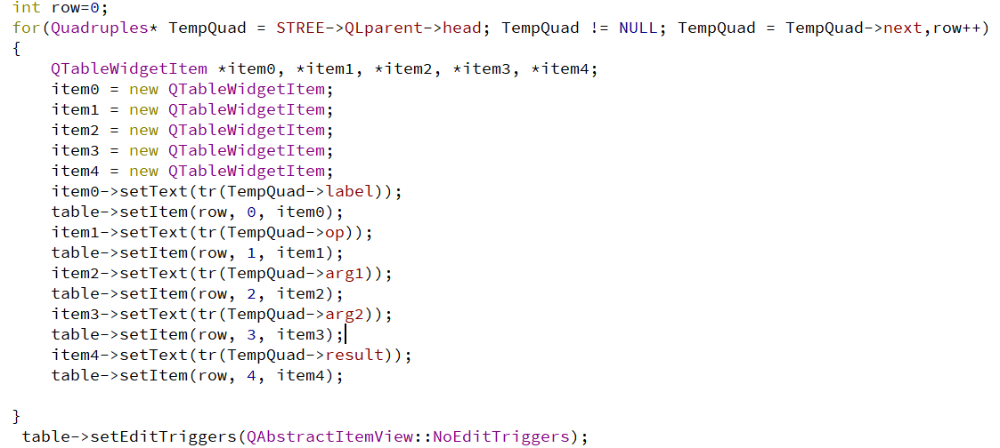 int row=0;
for(Quadruples* TempQuad = STREE->QLparent->head; TempQuad != NULL; TempQuad = TempQuad->next,row++)
{
    QTableWidgetItem *item0, *item1, *item2, *item3, *item4;
    item0 = new QTableWidgetItem;
    item1 = new QTableWidgetItem;
    item2 = new QTableWidgetItem;
    item3 = new QTableWidgetItem;
    item4 = new QTableWidgetItem;
    item0->setText(tr(TempQuad->label));
    table->setItem(row, 0, item0);
    item1->setText(tr(TempQuad->op));
    table->setItem(row, 1, item1);
    item2->setText(tr(TempQuad->arg1));
    table->setItem(row, 2, item2);
    item3->setText(tr(TempQuad->arg2));
    table->setItem(row, 3, item3);
    item4->setText(tr(TempQuad->result));
    table->setItem(row, 4, item4);

}
 table->setEditTriggers(QAbstractItemView::NoEditTriggers);